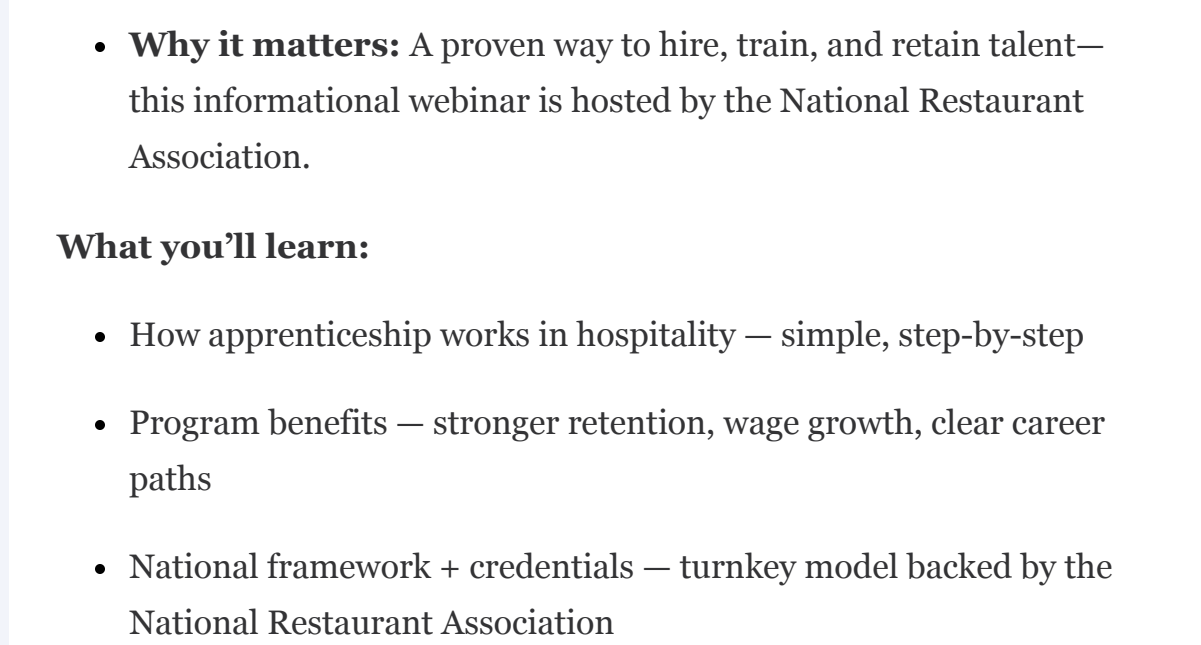 • Why it matters: A proven way to hire, train, and retain talent—
this informational webinar is hosted by the National Restaurant
Association.
What you’ll learn:
• How apprenticeship works in hospitality — simple, step-by-step
• Program benefits — stronger retention, wage growth, clear career
paths
• National framework + credentials — turnkey model backed by the
National Restaurant Association